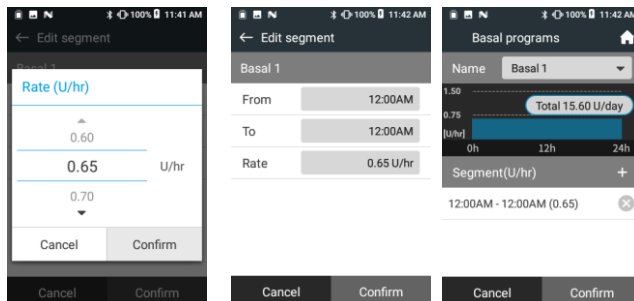 100% 11:41 AM
Edit segment
Basal 1
Rate (U/hr)
0.60
0.65 U/hr
0.70
Cancel Confirm
Cancel Confirm
100% 11:42 AM
Edit segment
Basal 1
From 12:00AM
To 12:00AM
Rate 0.65 U/hr
Cancel Confirm
100% 11:42 AM
Basal programs
Name Basal 1
1.50
Total 15.60 U/day
0.75
[U/hr]
0h 12h 24h
Segment(U/hr) +
12:00AM - 12:00AM (0.65)
Cancel Confirm